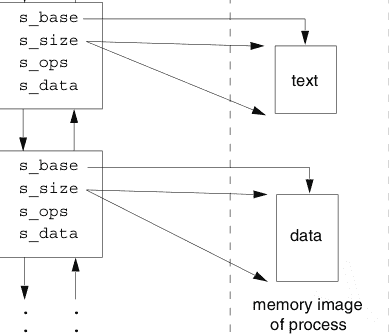 s_base
s_size
s_ops
s_data
text
s_base
s_size
s_ops
s_data
data
memory image
of process